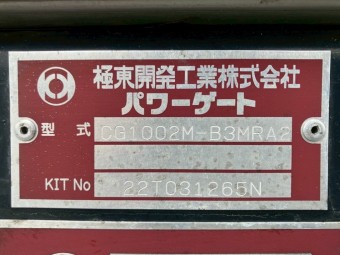 極東開発工業株式会社
パワーゲート
型式 CG1002M-B3MRA2
KIT No 22T031265N